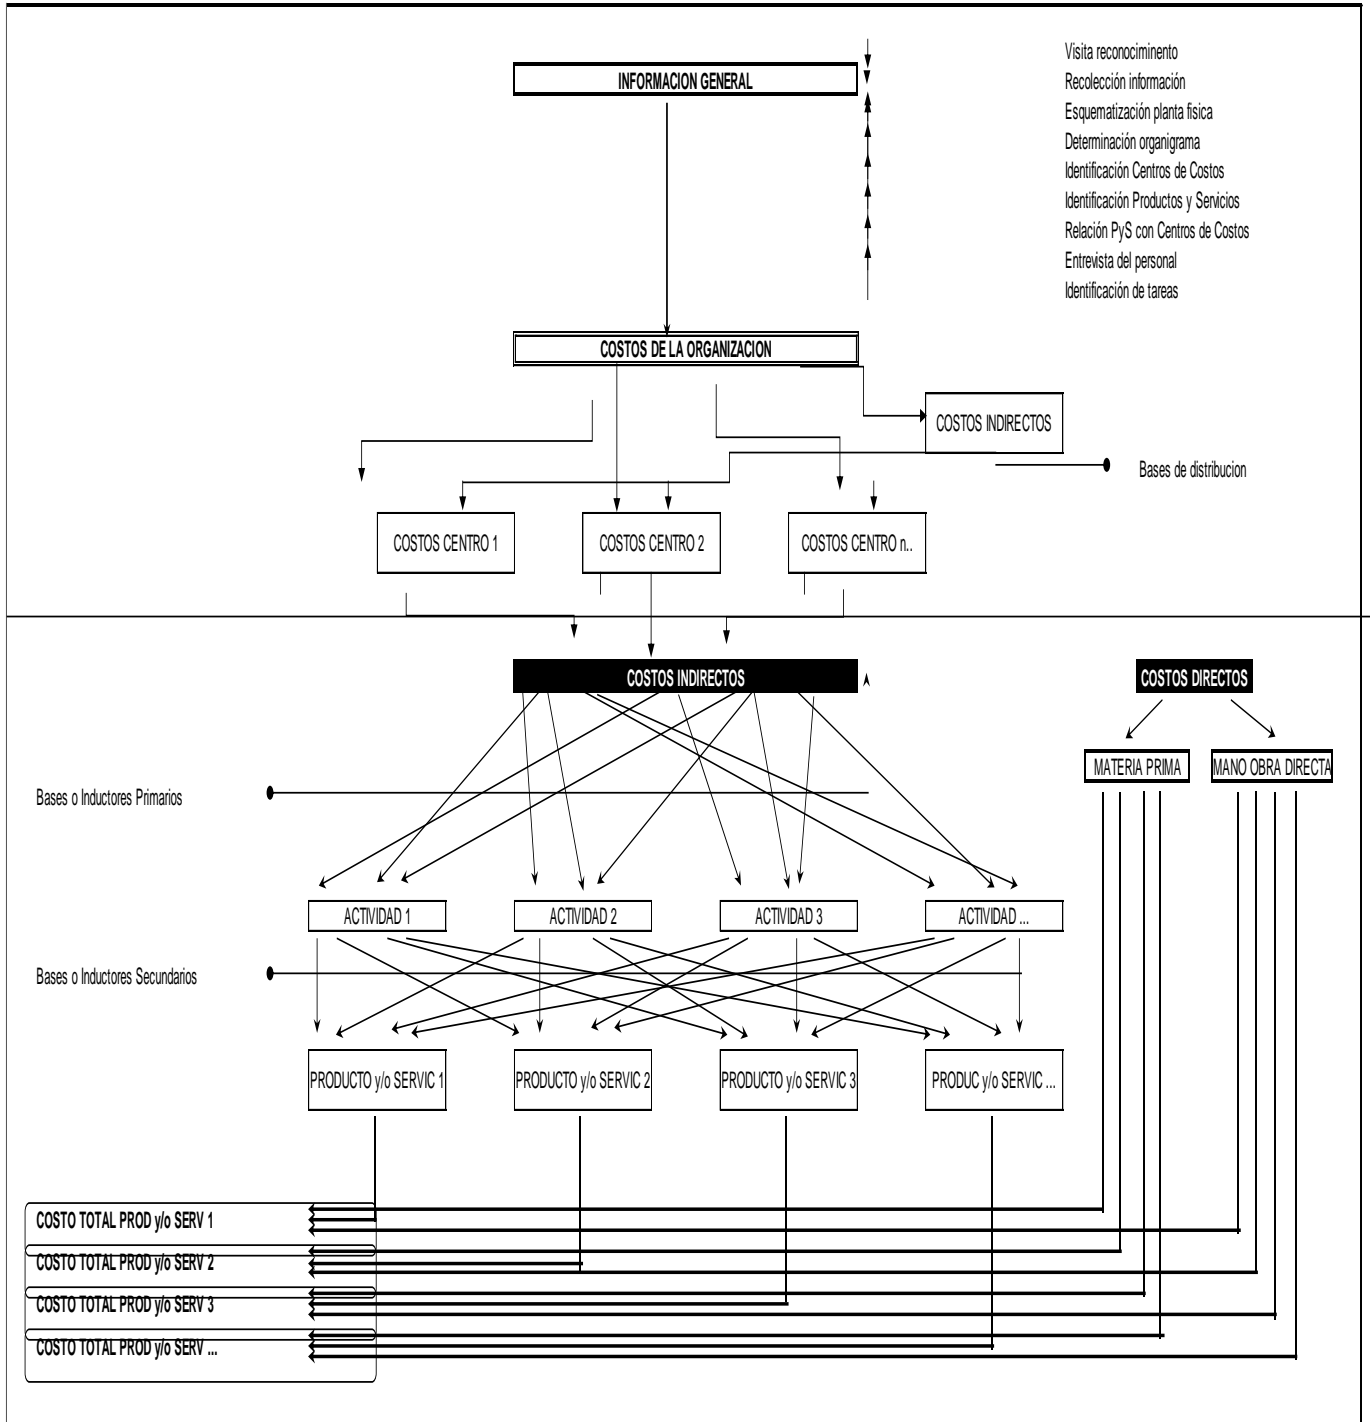 Visita reconociminento
INFORMACION GENERAL
Recolección información
Esquematización planta fisica
Determinación organigrama
Identificación Centros de Costos
Identificación Productos y Servicios
Relación PyS con Centros de Costos
Entrevista del personal
Identificación de tareas
COSTOS DE LA ORGANIZACION
COSTOS INDIRECTOS
Bases de distribucion
COSTOS CENTRO 1
COSTOS CENTRO 2
COSTOS CENTRO n..
COSTOS INDIRECTOS
COSTOS DIRECTOS
MATERIA PRIMA
MANO OBRA DIRECTA
Bases o Inductores Primarios
ACTIVIDAD 1
ACTIVIDAD 2
ACTIVIDAD 3
ACTIVIDAD ...
Bases o Inductores Secundarios
PRODUCTO y/o SERVIC 1
PRODUCTO y/o SERVIC 2
PRODUCTO y/o SERVIC 3
PRODUC y/o SERVIC ...
COSTO TOTAL PROD y/o SERV 1
COSTO TOTAL PROD y/o SERV 2
COSTO TOTAL PROD y/o SERV 3
COSTO TOTAL PROD y/o SERV ...